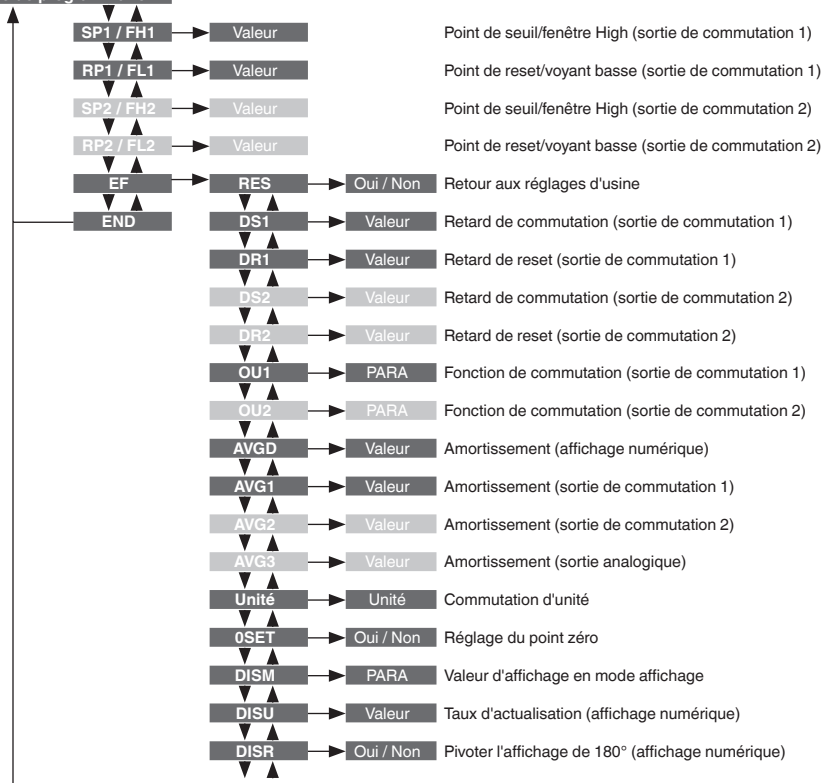 SP1 / FH1 Valeur Point de seuil/fenêtre High (sortie de commutation 1)
RP1 / FL1 Valeur Point de reset/voyant basse (sortie de commutation 1)
SP2 / FH2 Valeur Point de seuil/fenêtre High (sortie de commutation 2)
RP2 / FL2 Valeur Point de reset/voyant basse (sortie de commutation 2)
EF RES Oui / Non Retour aux réglages d'usine
END DS1 Valeur Retard de commutation (sortie de commutation 1)
DR1 Valeur Retard de reset (sortie de commutation 1)
DS2 Valeur Retard de commutation (sortie de commutation 2)
DR2 Valeur Retard de reset (sortie de commutation 2)
OU1 PARA Fonction de commutation (sortie de commutation 1)
OU2 PARA Fonction de commutation (sortie de commutation 2)
AVGD Valeur Amortissement (affichage numérique)
AVG1 Valeur Amortissement (sortie de commutation 1)
AVG2 Valeur Amortissement (sortie de commutation 2)
AVG3 Valeur Amortissement (sortie analogique)
Unité Unité Commutation d'unité
0SET Oui / Non Réglage du point zéro
DISM PARA Valeur d'affichage en mode affichage
DISU Valeur Taux d'actualisation (affichage numérique)
DISR Oui / Non Pivoter l'affichage de 180° (affichage numérique)